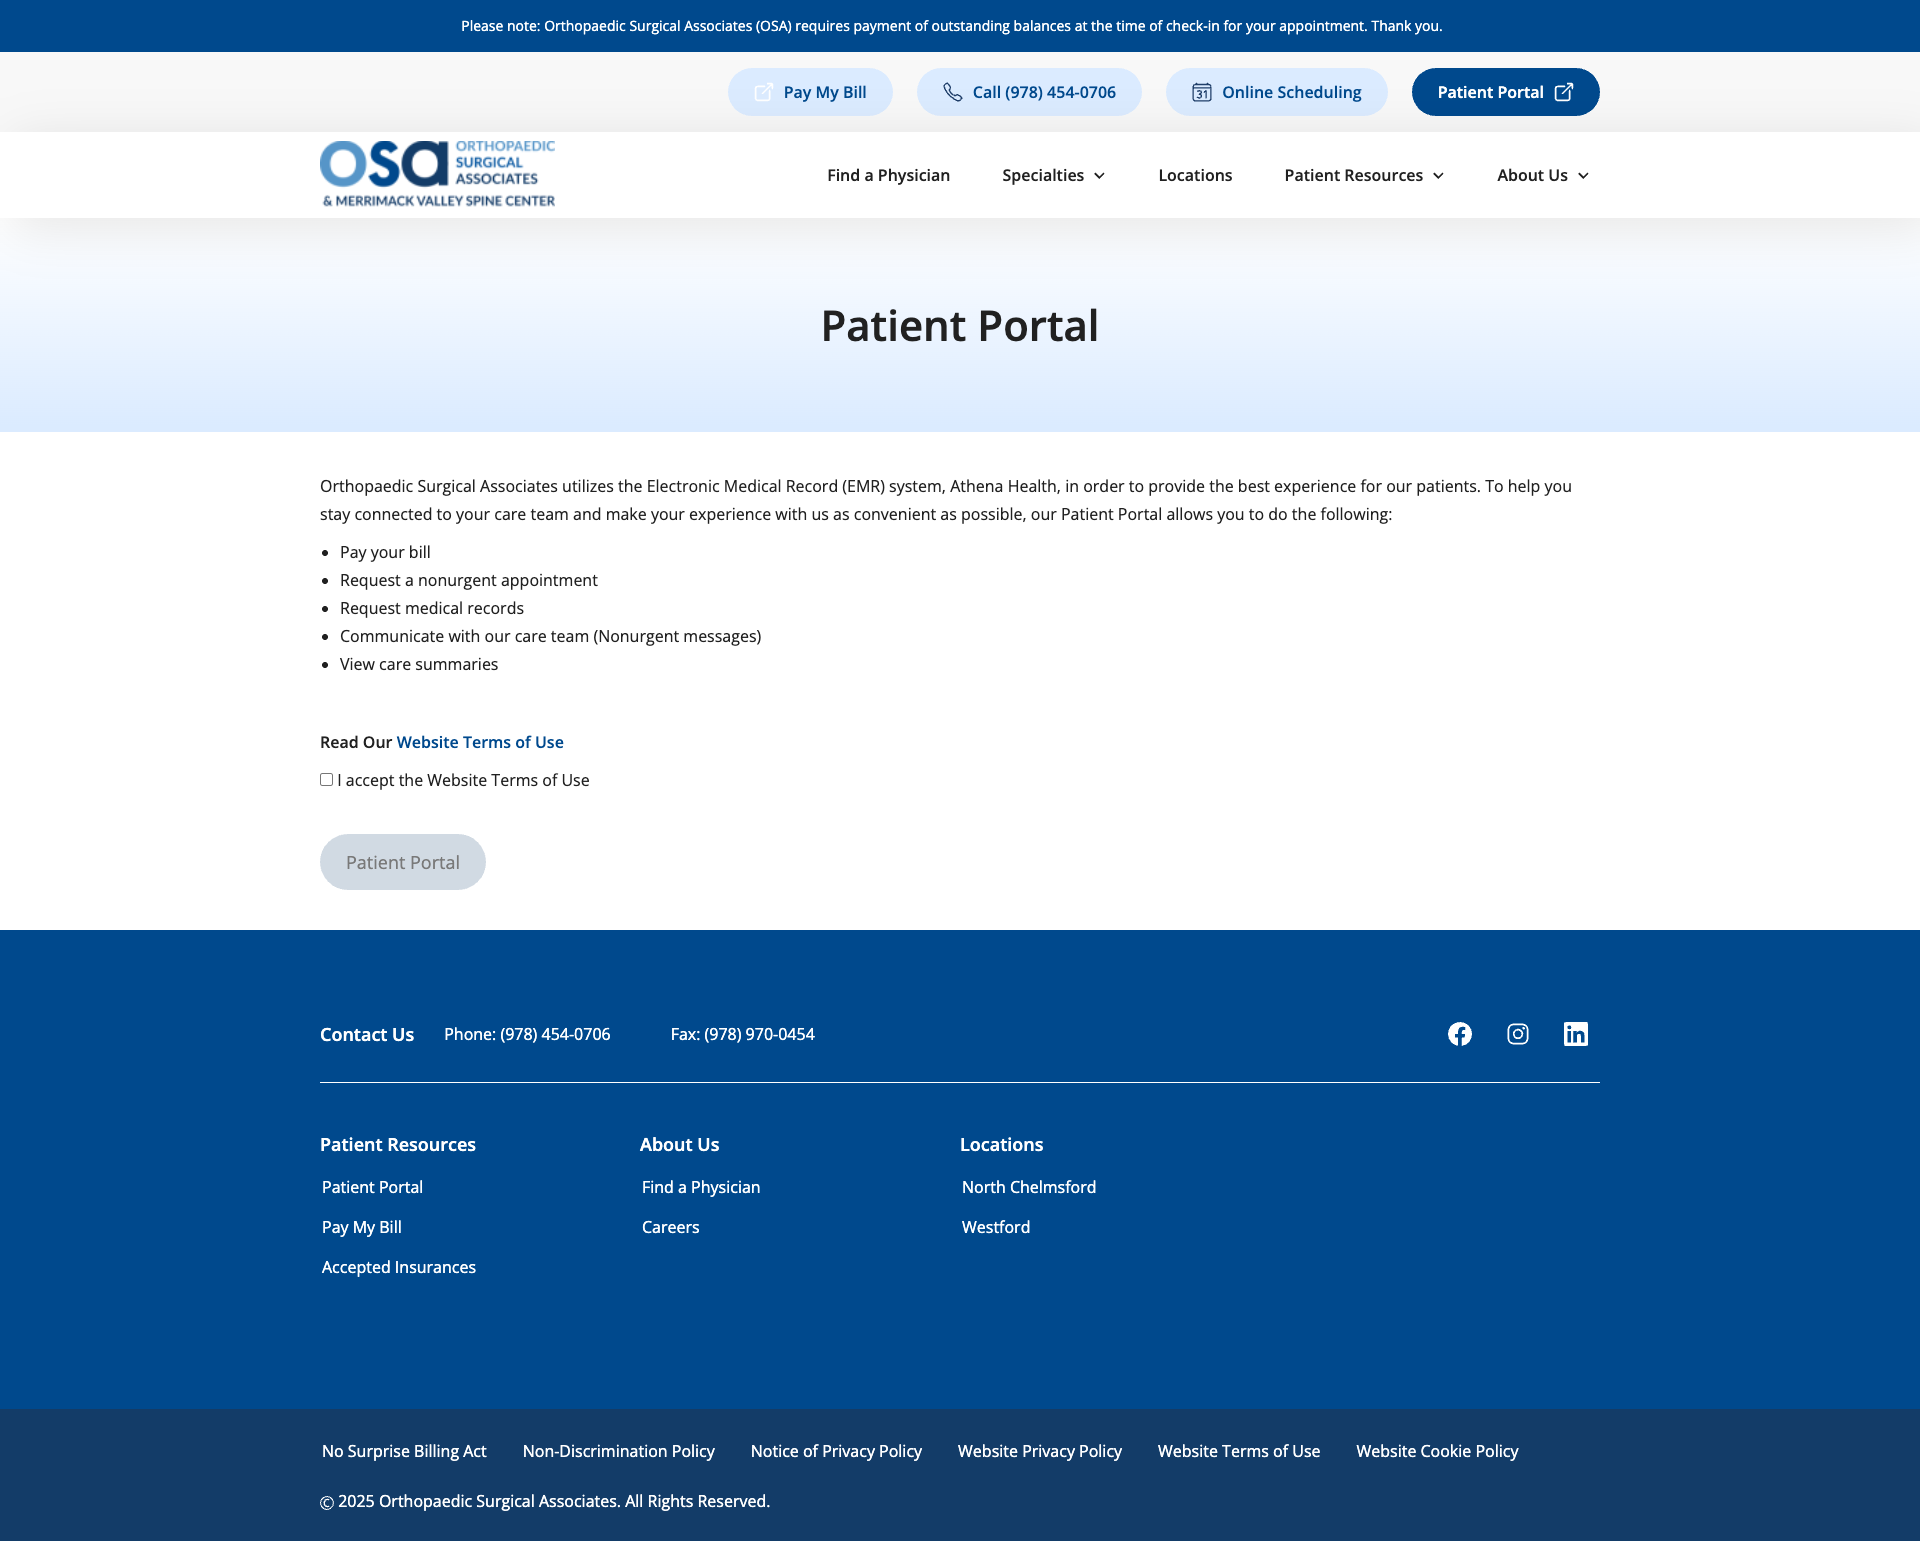 Please note: Orthopaedic Surgical Associates (OSA) requires payment of outstanding balances at the time of check-in for your appointment. Thank you.
Pay My Bill
Call (978) 454-0706
31
Online Scheduling
Patient Portal
osa ORTHOPAEDIC
SURGICAL
ASSOCIATES
& MERRIMACK VALLEY SPINE CENTER
Find a Physician
Specialties
Locations
Patient Resources
About Us
Patient Portal
Orthopaedic Surgical Associates utilizes the Electronic Medical Record (EMR) system, Athena Health, in order to provide the best experience for our patients. To help you
stay connected to your care team and make your experience with us as convenient as possible, our Patient Portal allows you to do the following:
• Pay your bill
• Request a nonurgent appointment
• Request medical records
• Communicate with our care team (Nonurgent messages)
• View care summaries
Read Our Website Terms of Use
I accept the Website Terms of Use
Patient Portal
Contact Us
Phone: (978) 454-0706
Fax: (978) 970-0454
Patient Resources
Patient Portal
Pay My Bill
Accepted Insurances
About Us
Find a Physician
Careers
Locations
North Chelmsford
Westford
No Surprise Billing Act
Non-Discrimination Policy
Notice of Privacy Policy
Website Privacy Policy
Website Terms of Use
Website Cookie Policy
© 2025 Orthopaedic Surgical Associates. All Rights Reserved.